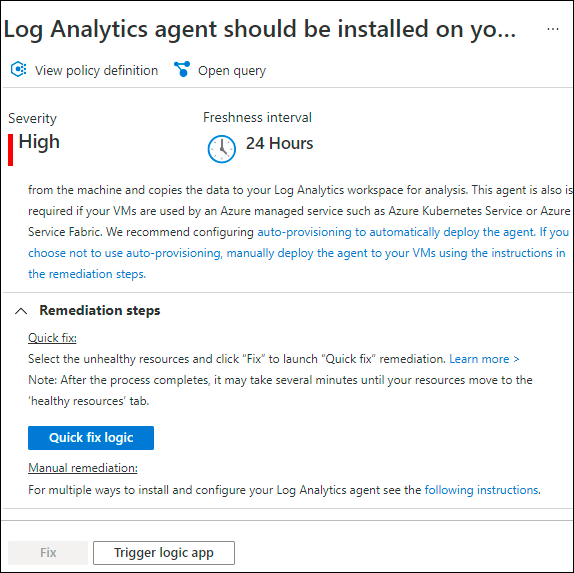 Log Analytics agent should be installed on yo...
...
View policy definition Open query
Severity Freshness interval
High 24 Hours
from the machine and copies the data to your Log Analytics workspace for analysis. This agent is also is
required if your VMs are used by an Azure managed service such as Azure Kubernetes Service or Azure
Service Fabric. We recommend configuring auto-provisioning to automatically deploy the agent. If you
choose not to use auto-provisioning, manually deploy the agent to your VMs using the instructions in
the remediation steps.
Remediation steps
Quick fix:
Select the unhealthy resources and click “Fix” to launch “Quick fix” remediation. Learn more >
Note: After the process completes, it may take several minutes until your resources move to the
‘healthy resources’ tab.
Quick fix logic
Manual remediation:
For multiple ways to install and configure your Log Analytics agent see the following instructions.
Fix Trigger logic app